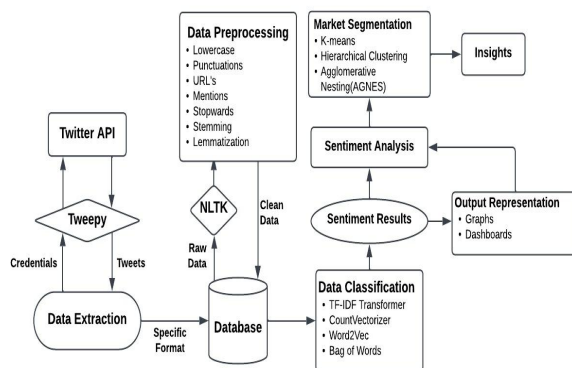 Data Preprocessing
• Lowercase
• Punctuations
• URL's
• Mentions
• Stopwards
• Stemming
• Lemmatization
Market Segmentation
• K-means
• Hierarchical Clustering
• Agglomerative
Nesting(AGNES)
Insights
Twitter API
Tweepy
Credentials
Tweets
Data Extraction
Specific
Format
NLTK
Raw
Data
Clean
Data
Database
Sentiment Analysis
Sentiment Results
Output Representation
• Graphs
• Dashboards
Data Classification
• TF-IDF Transformer
• CountVectorizer
• Word2Vec
• Bag of Words